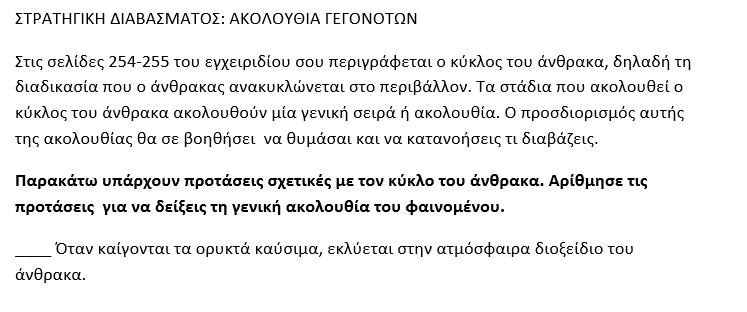 ΣΤΡΑΤΗΓΙΚΗ ΔΙΑΒΑΣΜΑΤΟΣ: ΑΚΟΛΟΥΘΙΑ ΓΕΓΟΝΟΤΩΝ
Στις σελίδες 254-255 του εγχειριδίου σου περιγράφεται ο κύκλος του άνθρακα, δηλαδή τη
διαδικασία που ο άνθρακας ανακυκλώνεται στο περιβάλλον. Τα στάδια που ακολουθεί ο
κύκλος του άνθρακα ακολουθούν μία γενική σειρά ή ακολουθία. Ο προσδιορισμός αυτής
της ακολουθίας θα σε βοηθήσει  να θυμάσαι και να κατανοήσεις τι διαβάζεις.
Παρακάτω υπάρχουν προτάσεις σχετικές με τον κύκλο του άνθρακα. Αρίθμησε τις
προτάσεις  για να δείξεις τη γενική ακολουθία του φαινομένου.
____ Όταν καίγονται τα ορυκτά καύσιμα, εκλύεται στην ατμόσφαιρα διοξείδιο του
άνθρακα.